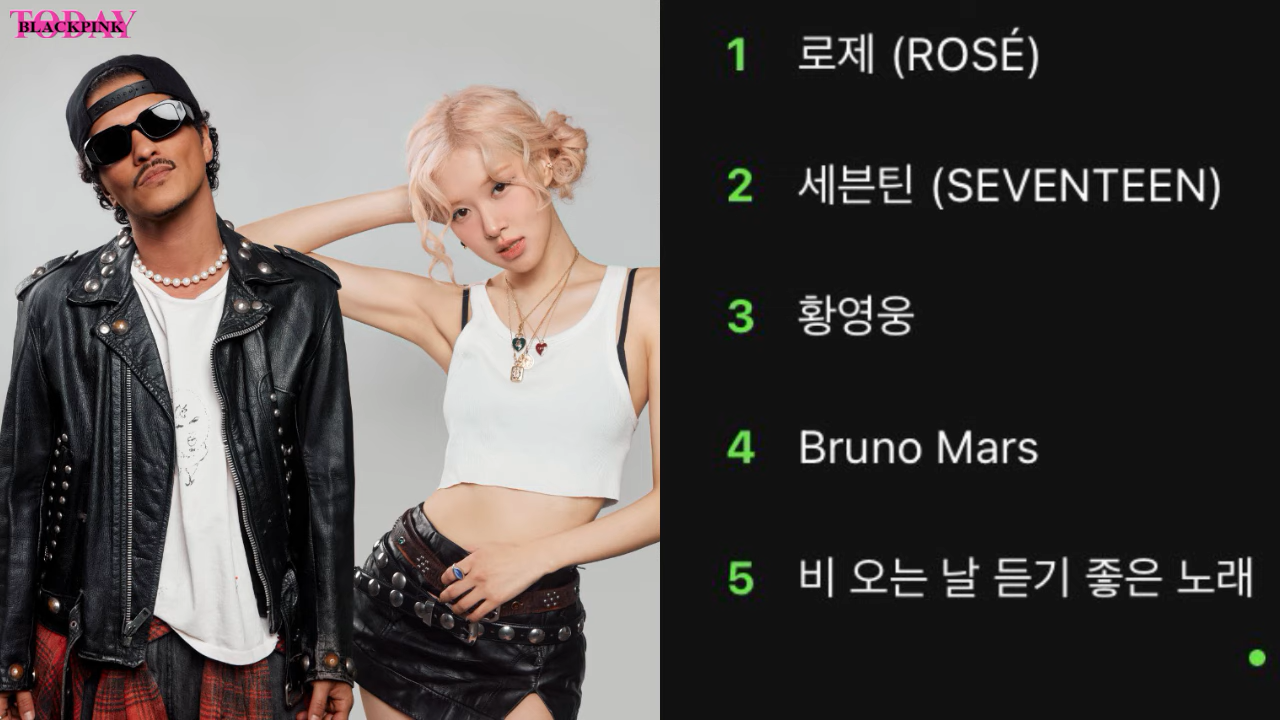 TODAY
BLACKPINK
1 로제 (ROSÉ)
2 세븐틴 (SEVENTEEN)
3 황영웅
4 Bruno Mars
5 비 오는 날 듣기 좋은 노래